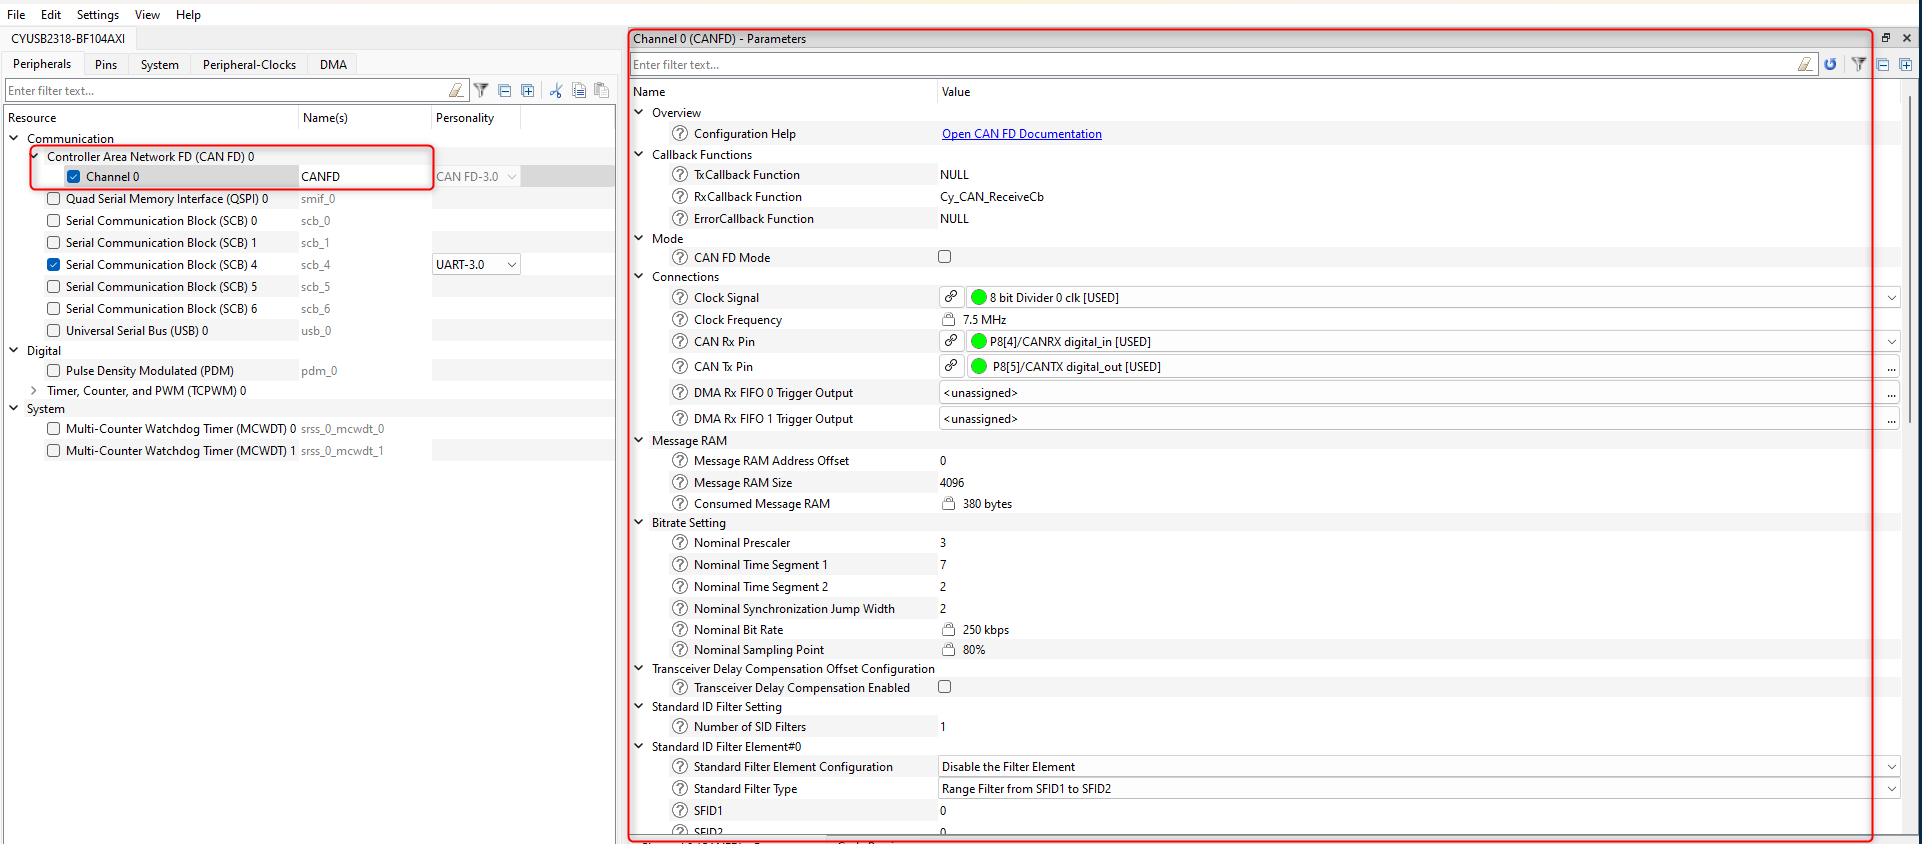 File Edit Settings View Help
CYUSB2318-BF104AXI
Peripherals Pins System Peripheral-Clocks DMA
Enter filter text...
Resource Name(s) Personality
Communication
Controller Area Network FD (CAN FD) 0
Channel 0 CANFD CAN FD-3.0
Quad Serial Memory Interface (QSPI) 0 smif_0
Serial Communication Block (SCB) 0 scb_0
Serial Communication Block (SCB) 1 scb_1
Serial Communication Block (SCB) 4 scb_4 UART-3.0
Serial Communication Block (SCB) 5 scb_5
Serial Communication Block (SCB) 6 scb_6
Universal Serial Bus (USB) 0 usb_0
Digital
Pulse Density Modulated (PDM) pdm_0
Timer, Counter, and PWM (TCPWM) 0
System
Multi-Counter Watchdog Timer (MCWDT) 0 srss_0_mcwdt_0
Multi-Counter Watchdog Timer (MCWDT) 1 srss_0_mcwdt_1
Channel 0 (CANFD) - Parameters
Enter filter text...
Name Value
Overview
Configuration Help Open CAN FD Documentation
Callback Functions
TxCallback Function NULL
RxCallback Function Cy_CAN_ReceiveCb
ErrorCallback Function NULL
Mode
CAN FD Mode
Connections
Clock Signal 8 bit Divider 0 clk [USED]
Clock Frequency 7.5 MHz
CAN Rx Pin P8[4]/CANRX digital_in [USED]
CAN Tx Pin P8[5]/CANTX digital_out [USED] ...
DMA Rx FIFO 0 Trigger Output <unassigned> ...
DMA Rx FIFO 1 Trigger Output <unassigned> ...
Message RAM
Message RAM Address Offset 0
Message RAM Size 4096
Consumed Message RAM 380 bytes
Bitrate Setting
Nominal Prescaler 3
Nominal Time Segment 1 7
Nominal Time Segment 2 2
Nominal Synchronization Jump Width 2
Nominal Bit Rate 250 kbps
Nominal Sampling Point 80%
Transceiver Delay Compensation Offset Configuration
Transceiver Delay Compensation Enabled
Standard ID Filter Setting
Number of SID Filters 1
Standard ID Filter Element#0
Standard Filter Element Configuration Disable the Filter Element
Standard Filter Type Range Filter from SFID1 to SFID2
SFID1 0
SFID2 0